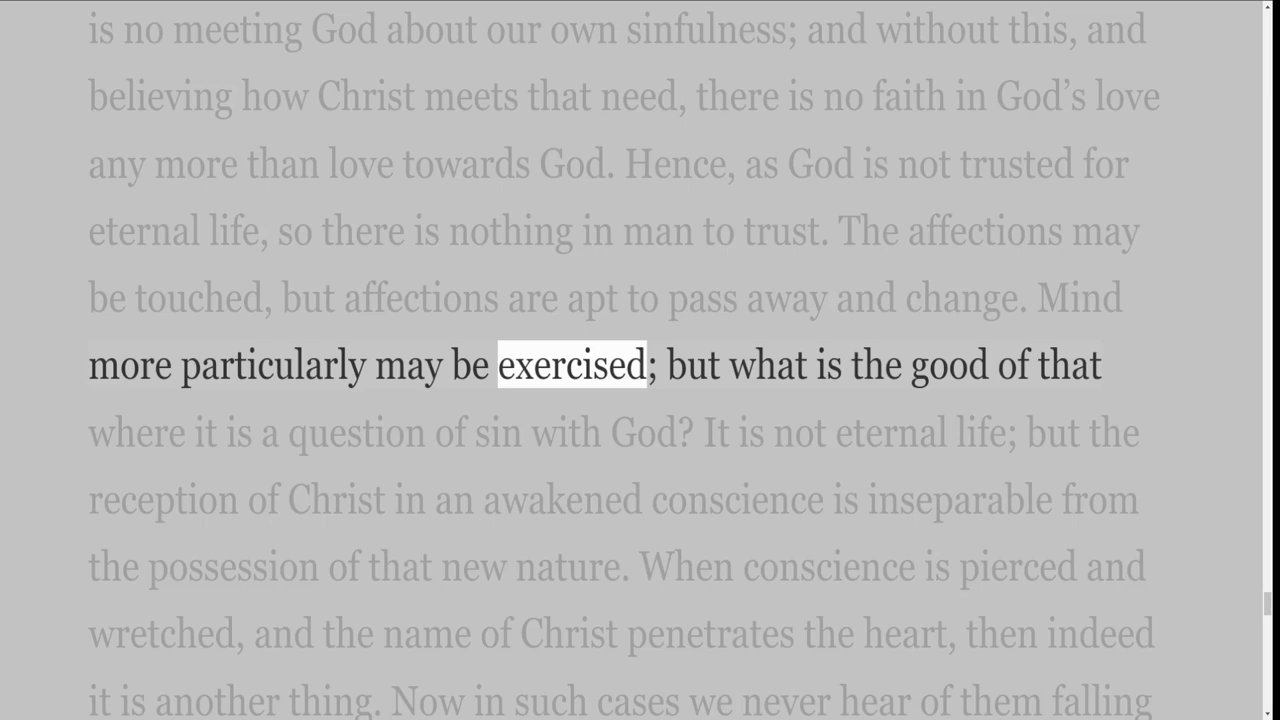 is no meeting God about our own sinfulness; and without this, and
believing how Christ meets that need, there is no faith in God’s love
any more than love towards God. Hence, as God is not trusted for
eternal life, so there is nothing in man to trust. The affections may
be touched, but affections are apt to pass away and change. Mind
more particularly may be exercised; but what is the good of that
where it is a question of sin with God? It is not eternal life; but the
reception of Christ in an awakened conscience is inseparable from
the possession of that new nature. When conscience is pierced and
wretched, and the name of Christ penetrates the heart, then indeed
it is another thing. Now in such cases we never hear of them falling